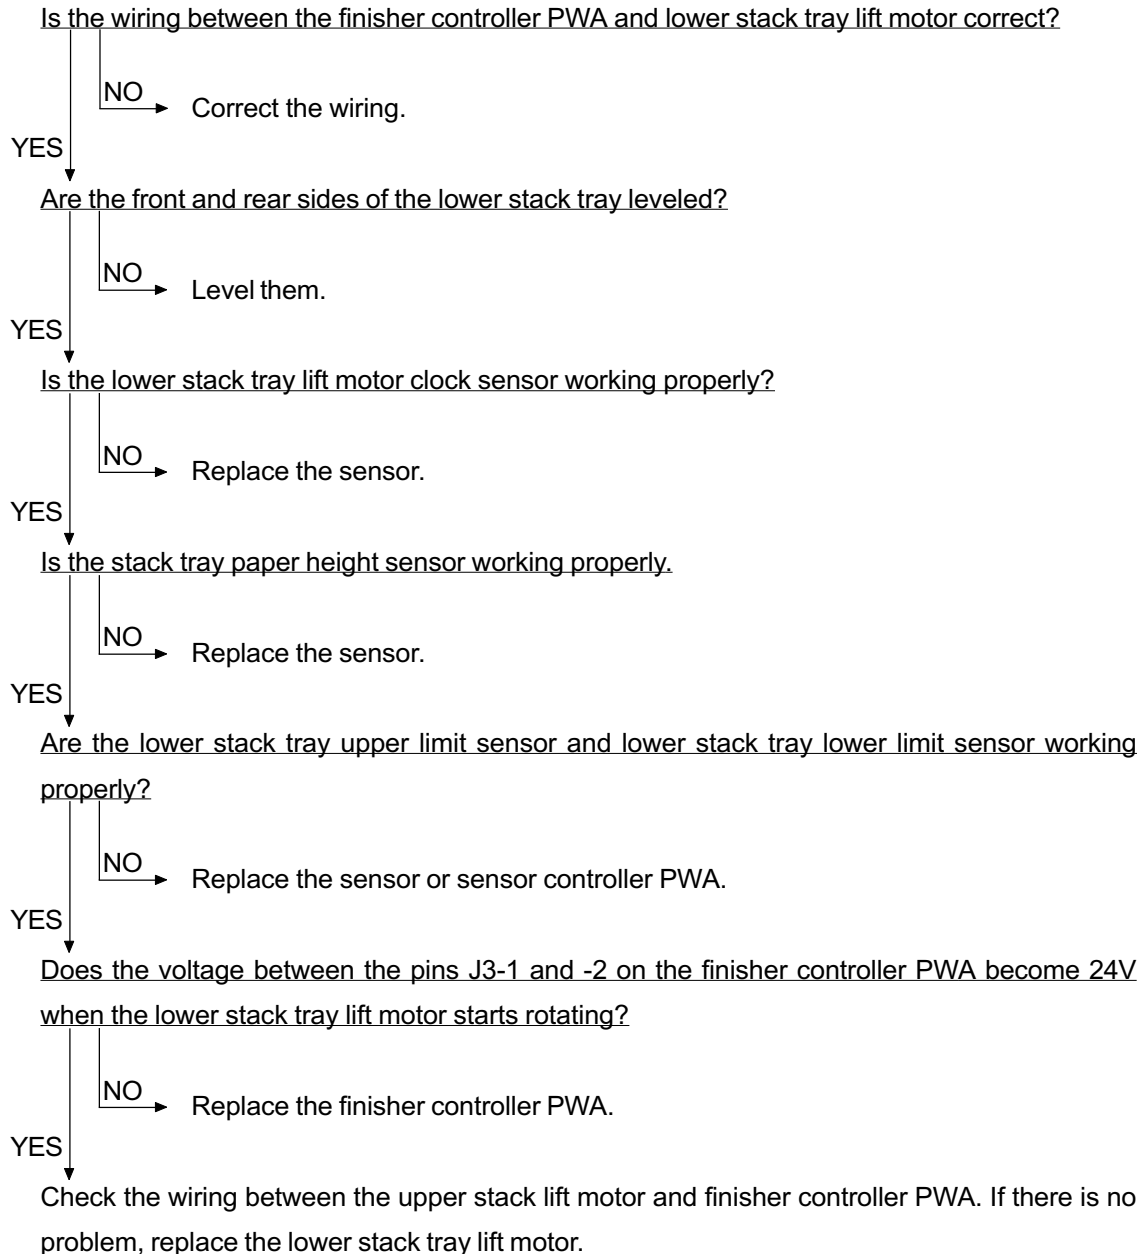 Is the wiring between the finisher controller PWA and lower stack tray lift motor correct?
NO
Correct the wiring.
YES
Are the front and rear sides of the lower stack tray leveled?
NO
Level them.
YES
Is the lower stack tray lift motor clock sensor working properly?
NO
Replace the sensor.
YES
Is the stack tray paper height sensor working properly.
NO
Replace the sensor.
YES
Are the lower stack tray upper limit sensor and lower stack tray lower limit sensor working
properly?
NO
Replace the sensor or sensor controller PWA.
YES
Does the voltage between the pins J3-1 and -2 on the finisher controller PWA become 24V
when the lower stack tray lift motor starts rotating?
NO
Replace the finisher controller PWA.
YES
Check the wiring between the upper stack lift motor and finisher controller PWA. If there is no
problem, replace the lower stack tray lift motor.